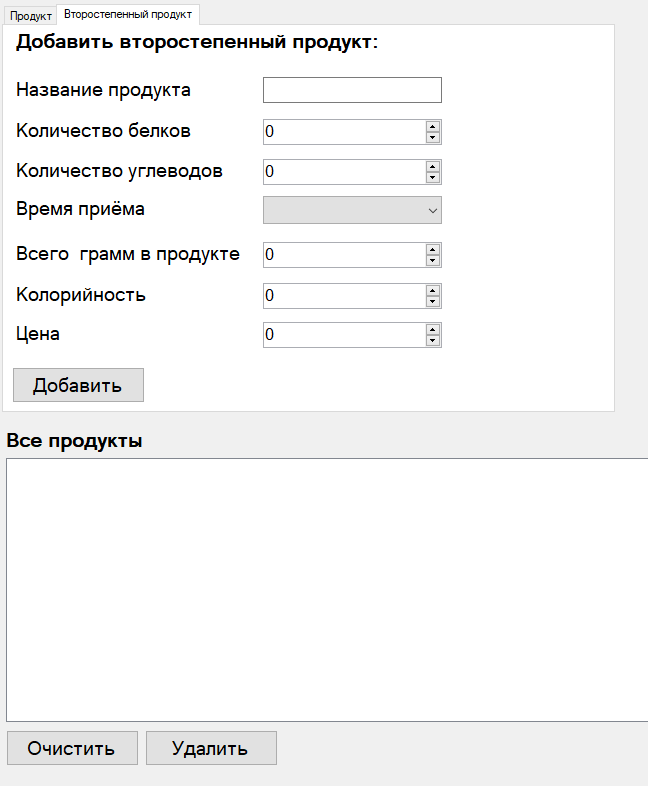 Продукт Второстепенный продукт
Добавить второстепенный продукт:
Название продукта
Количество белков 0
Количество углеводов 0
Время приёма
Всего  грамм в продукте 0
Колорийность 0
Цена 0
Добавить
Все продукты
Очистить Удалить